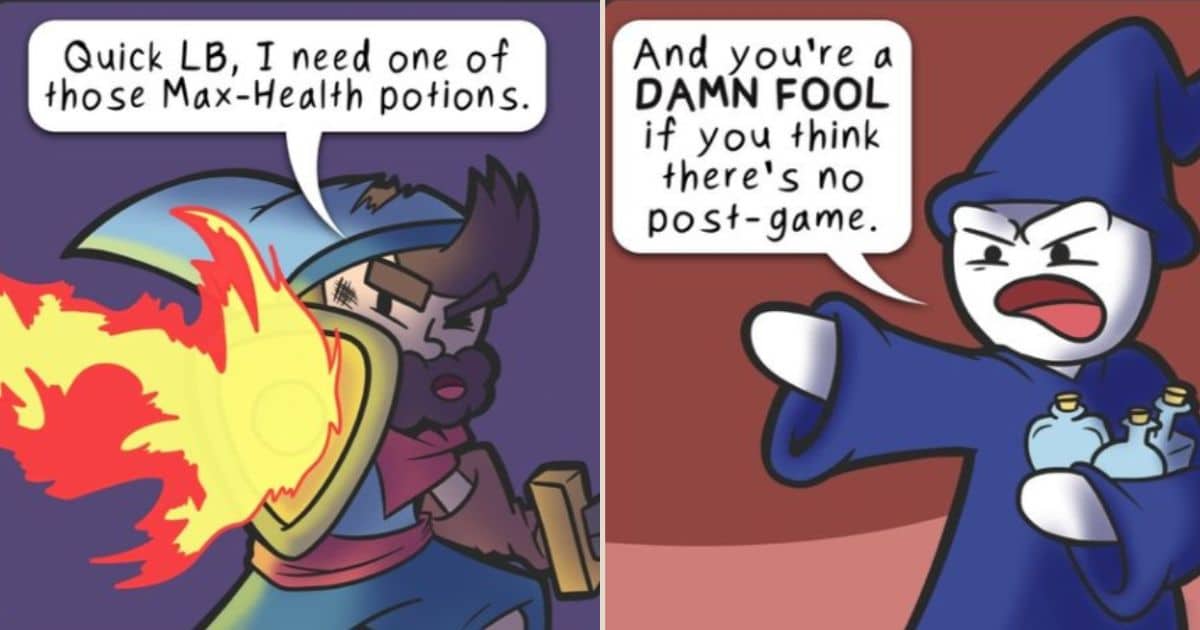 Quick LB, I need one of
those Max-Health potions.
And you're a
DAMN FOOL
if you think
there's no
post-game.